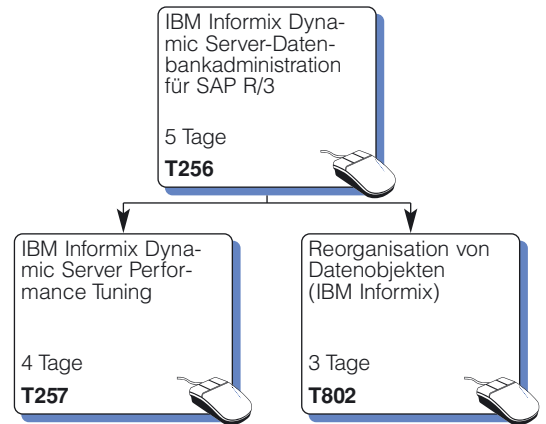 IBM Informix Dyna-
mic Server-Daten-
bankadministration
für SAP R/3
5 Tage
T256
IBM Informix Dyna-
mic Server Perfor-
mance Tuning
4 Tage
T257
Reorganisation von
Datenobjekten
(IBM Informix)
3 Tage
T802